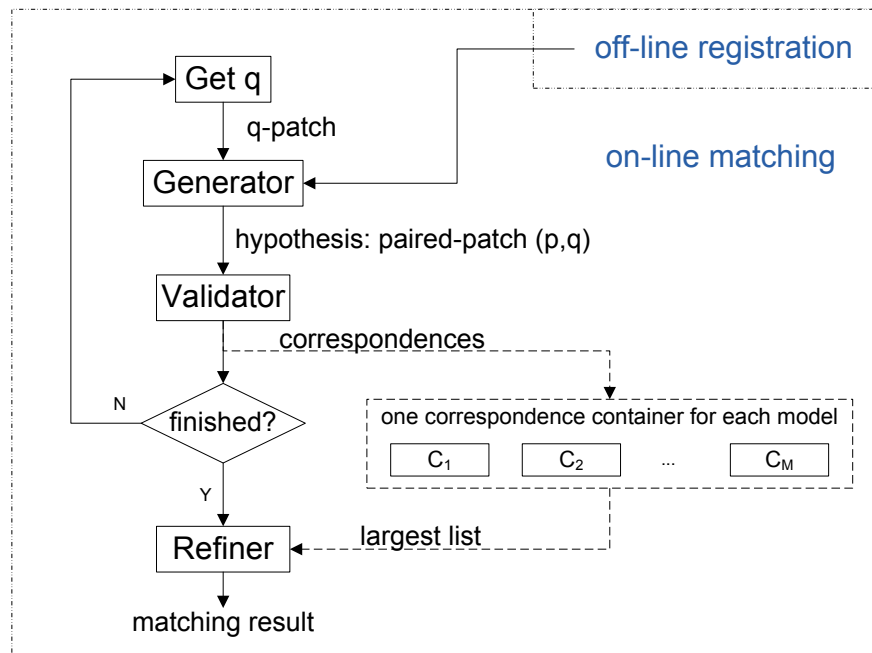 off-line registration
Get q
q-patch
on-line matching
Generator
hypothesis: paired-patch (p,q)
Validator
correspondences
N
finished?
one correspondence container for each model
C1 C2 ... CM
Y
largest list
Refiner
matching result